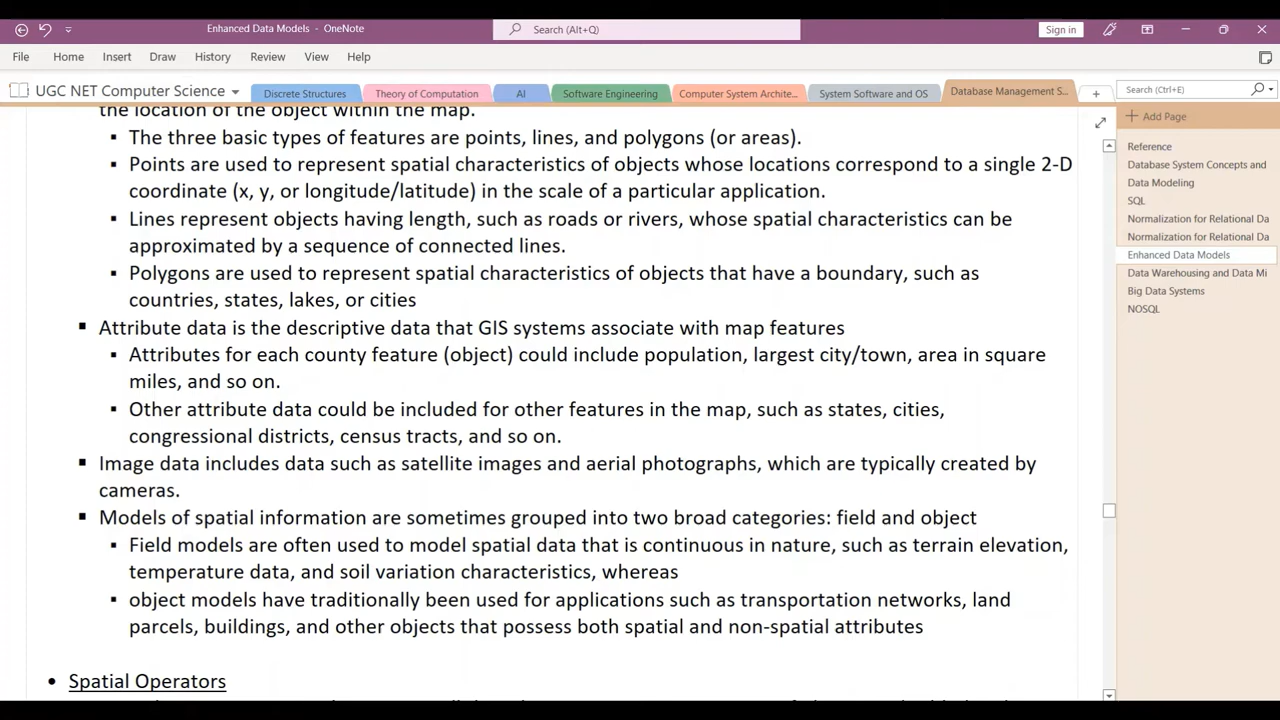 Enhanced Data Models - OneNote
Search (Alt+Q)
Sign in
File Home Insert Draw History Review View Help
UGC NET Computer Science
Discrete Structures
Theory of Computation
AI
Software Engineering
Computer System Archite...
System Software and OS
Database Management S...
Search (Ctrl+E)
the location of the object within the map.
▪ The three basic types of features are points, lines, and polygons (or areas).
▪ Points are used to represent spatial characteristics of objects whose locations correspond to a single 2-D
coordinate (x, y, or longitude/latitude) in the scale of a particular application.
▪ Lines represent objects having length, such as roads or rivers, whose spatial characteristics can be
approximated by a sequence of connected lines.
▪ Polygons are used to represent spatial characteristics of objects that have a boundary, such as
countries, states, lakes, or cities
▪ Attribute data is the descriptive data that GIS systems associate with map features
▪ Attributes for each county feature (object) could include population, largest city/town, area in square
miles, and so on.
▪ Other attribute data could be included for other features in the map, such as states, cities,
congressional districts, census tracts, and so on.
▪ Image data includes data such as satellite images and aerial photographs, which are typically created by
cameras.
▪ Models of spatial information are sometimes grouped into two broad categories: field and object
▪ Field models are often used to model spatial data that is continuous in nature, such as terrain elevation,
temperature data, and soil variation characteristics, whereas
▪ object models have traditionally been used for applications such as transportation networks, land
parcels, buildings, and other objects that possess both spatial and non-spatial attributes
• Spatial Operators
Add Page
Reference
Database System Concepts and
Data Modeling
SQL
Normalization for Relational Da
Normalization for Relational Da
Enhanced Data Models
Data Warehousing and Data Mi
Big Data Systems
NOSQL